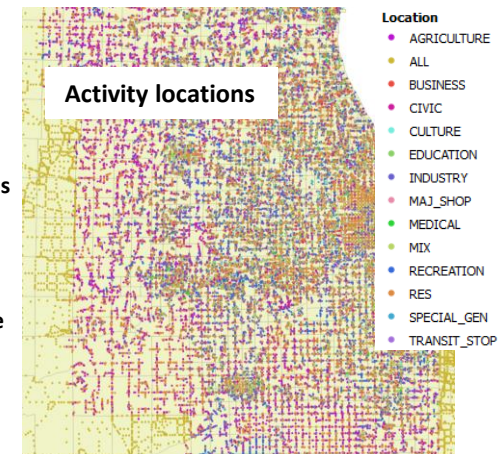 Activity locations
s
e
Location
AGRICULTURE
ALL
BUSINESS
CIVIC
CULTURE
EDUCATION
INDUSTRY
MAJ_SHOP
MEDICAL
MIX
RECREATION
RES
SPECIAL_GEN
TRANSIT_STOP